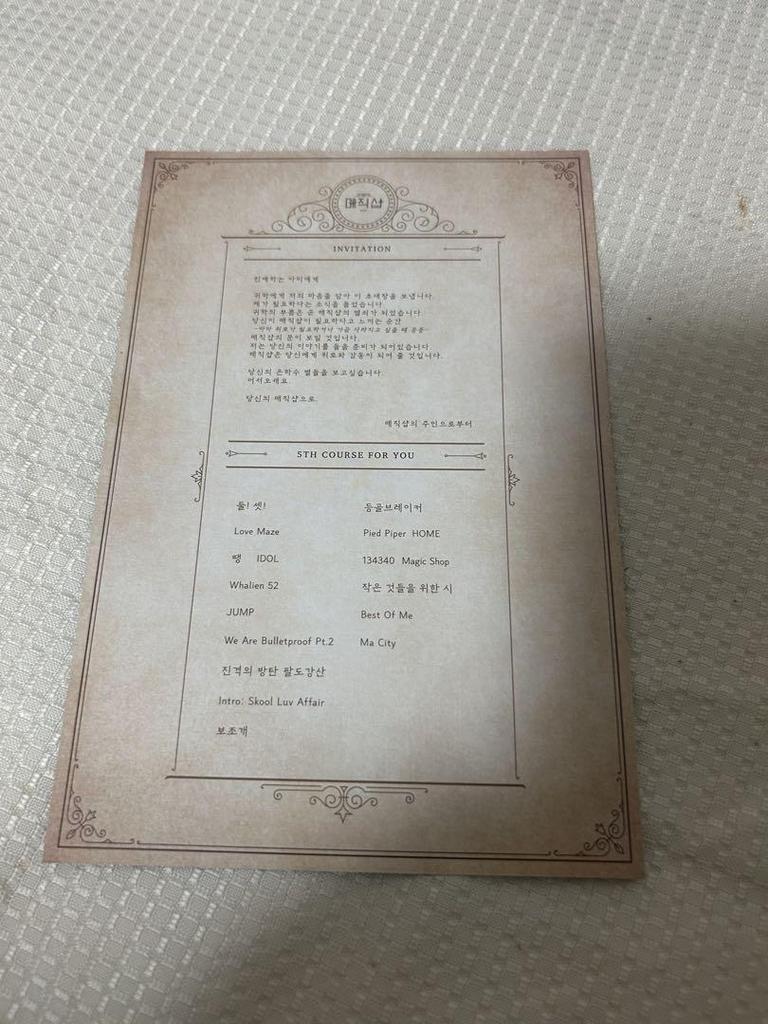 매직샵
INVITATION
친애하는 아미에게
귀하에게 저의 마음을 담아 이 초대장을 보냅니다.
제가 필요하다는 소식을 들었습니다.
귀하의 부름은 곧 매직샵의 열쇠가 되었습니다.
당신이 매직샵이 필요하다고 느끼는 순간
매직샵의 문이 보일 것입니다.
저는 당신의 이야기를 들을 준비가 되어있습니다.
매직샵은 당신에게 위로와 감동이 되어 줄 것입니다.
당신의 은하수 별들을 보고싶습니다.
어서오세요.
당신의 매직샵으로.
매직샵의 주인으로부터
5TH COURSE FOR YOU
둘! 셋!
Love Maze
땡 IDOL
Whalien 52
JUMP
We Are Bulletproof Pt.2
진격의 방탄 팔도강산
Intro: Skool Luv Affair
보조개
등골브레이커
Pied Piper HOME
134340 Magic Shop
작은 것들을 위한 시
Best Of Me
Ma City